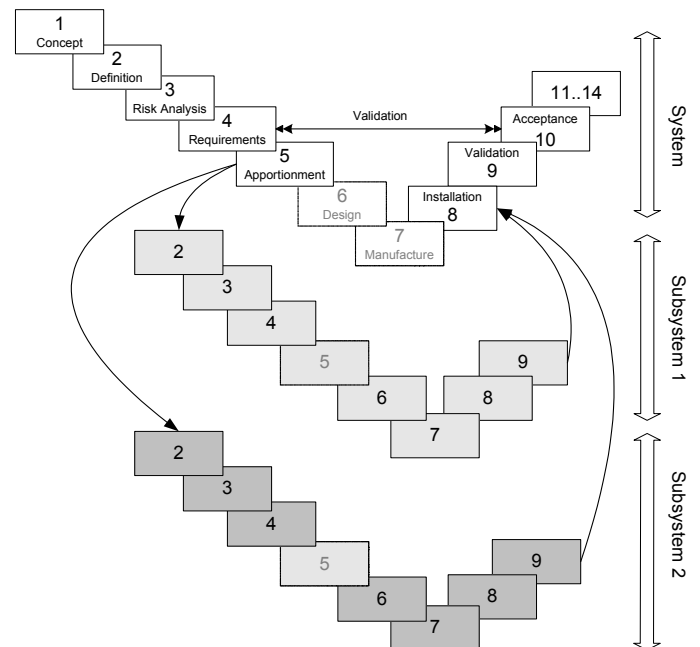 1
Concept
2
Definition
3
Risk Analysis
4
Requirements
5
Apportionment
6
Design
7
Manufacture
Validation
11..14
Acceptance
10
Validation
9
Installation
8
System
2
3
4
5
6
7
8
9
Subsystem 1
2
3
4
5
6
7
8
9
Subsystem 2